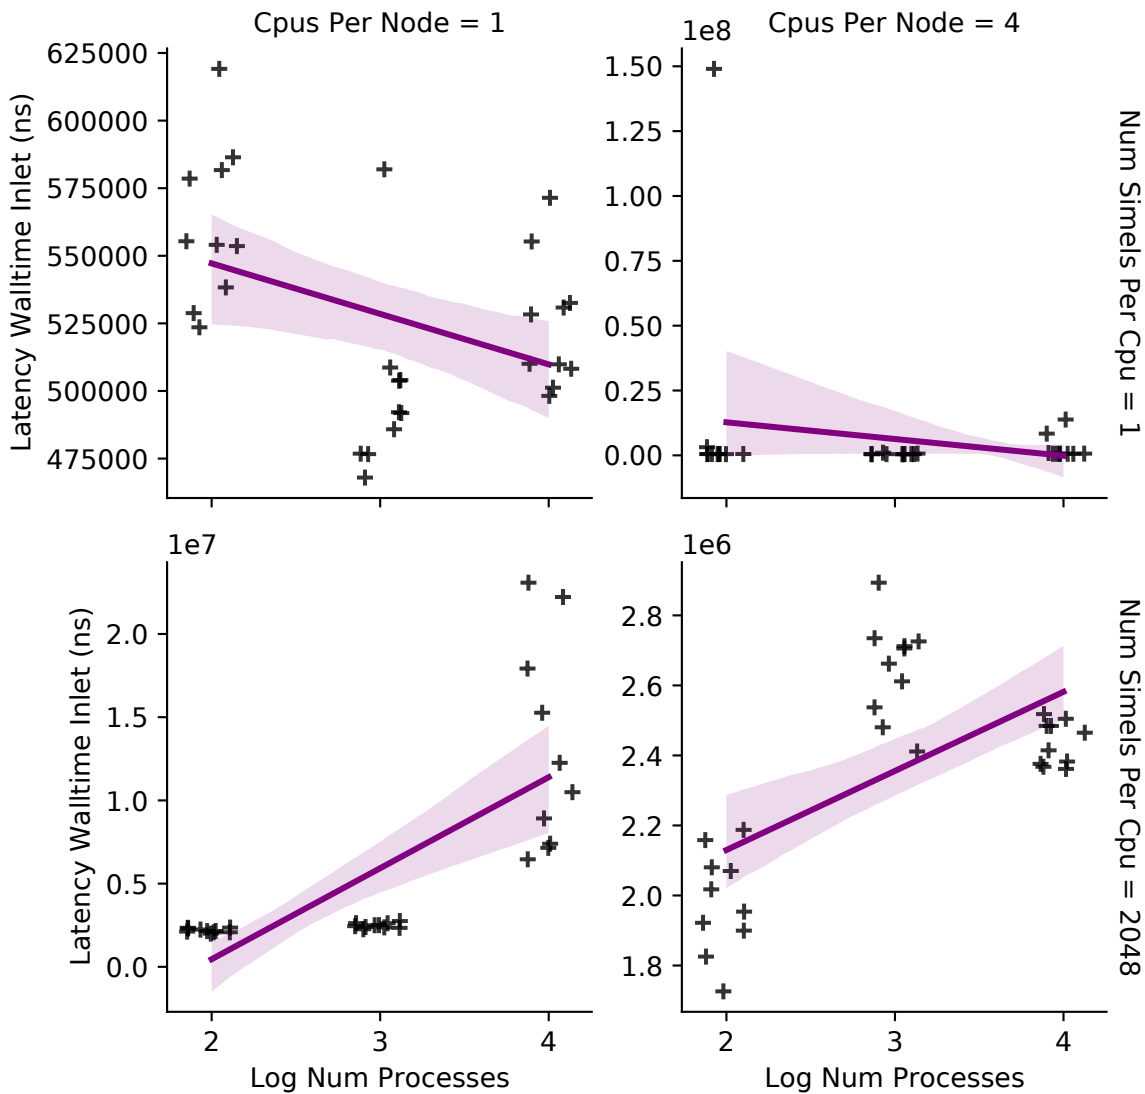 Cpus Per Node = 1
Cpus Per Node = 4
1e8
625000
600000
575000
550000
525000
500000
475000
Latency Walltime Inlet (ns)
1.50
1.25
1.00
0.75
0.50
0.25
0.00
Num Simels Per Cpu = 1
1e7
2.0
1.5
1.0
0.5
0.0
Latency Walltime Inlet (ns)
2
3
4
Log Num Processes
1e6
2.8
2.6
2.4
2.2
2.0
1.8
Num Simels Per Cpu = 2048
2
3
4
Log Num Processes